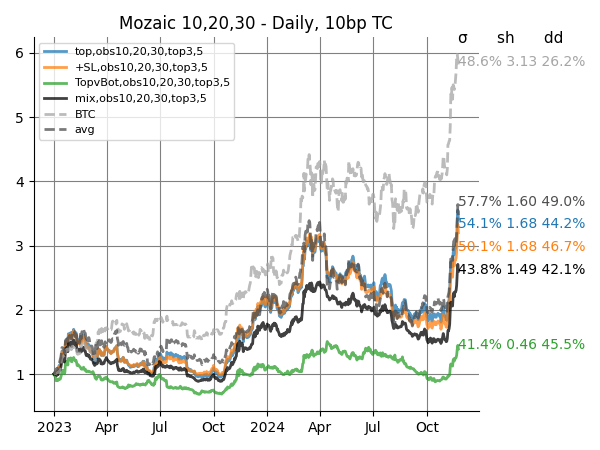 Mozaic 10,20,30 - Daily, 10bp TC
σ sh dd
top,obs10,20,30,top3,5
+SL,obs10,20,30,top3,5
TopvBot,obs10,20,30,top3,5
mix,obs10,20,30,top3,5
BTC
avg
48.6% 3.13 26.2%
57.7% 1.60 49.0%
54.1% 1.68 44.2%
50.1% 1.68 46.7%
43.8% 1.49 42.1%
41.4% 0.46 45.5%
6
5
4
3
2
1
2023 Apr Jul Oct 2024 Apr Jul Oct